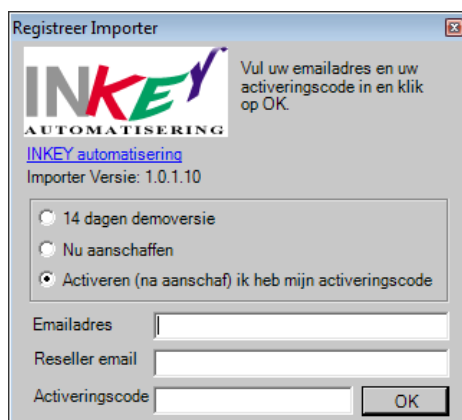 Registreer Importer
INKEY
AUTOMATISERING
Vul uw emailadres en uw
activeringscode in en klik
op OK.
INKEY automatisering
Importer Versie: 1.0.1.10
14 dagen demoversie
Nu aanschaffen
Activeren (na aanschaf) ik heb mijn activeringscode
Emailadres
Reseller email
Activeringscode
OK